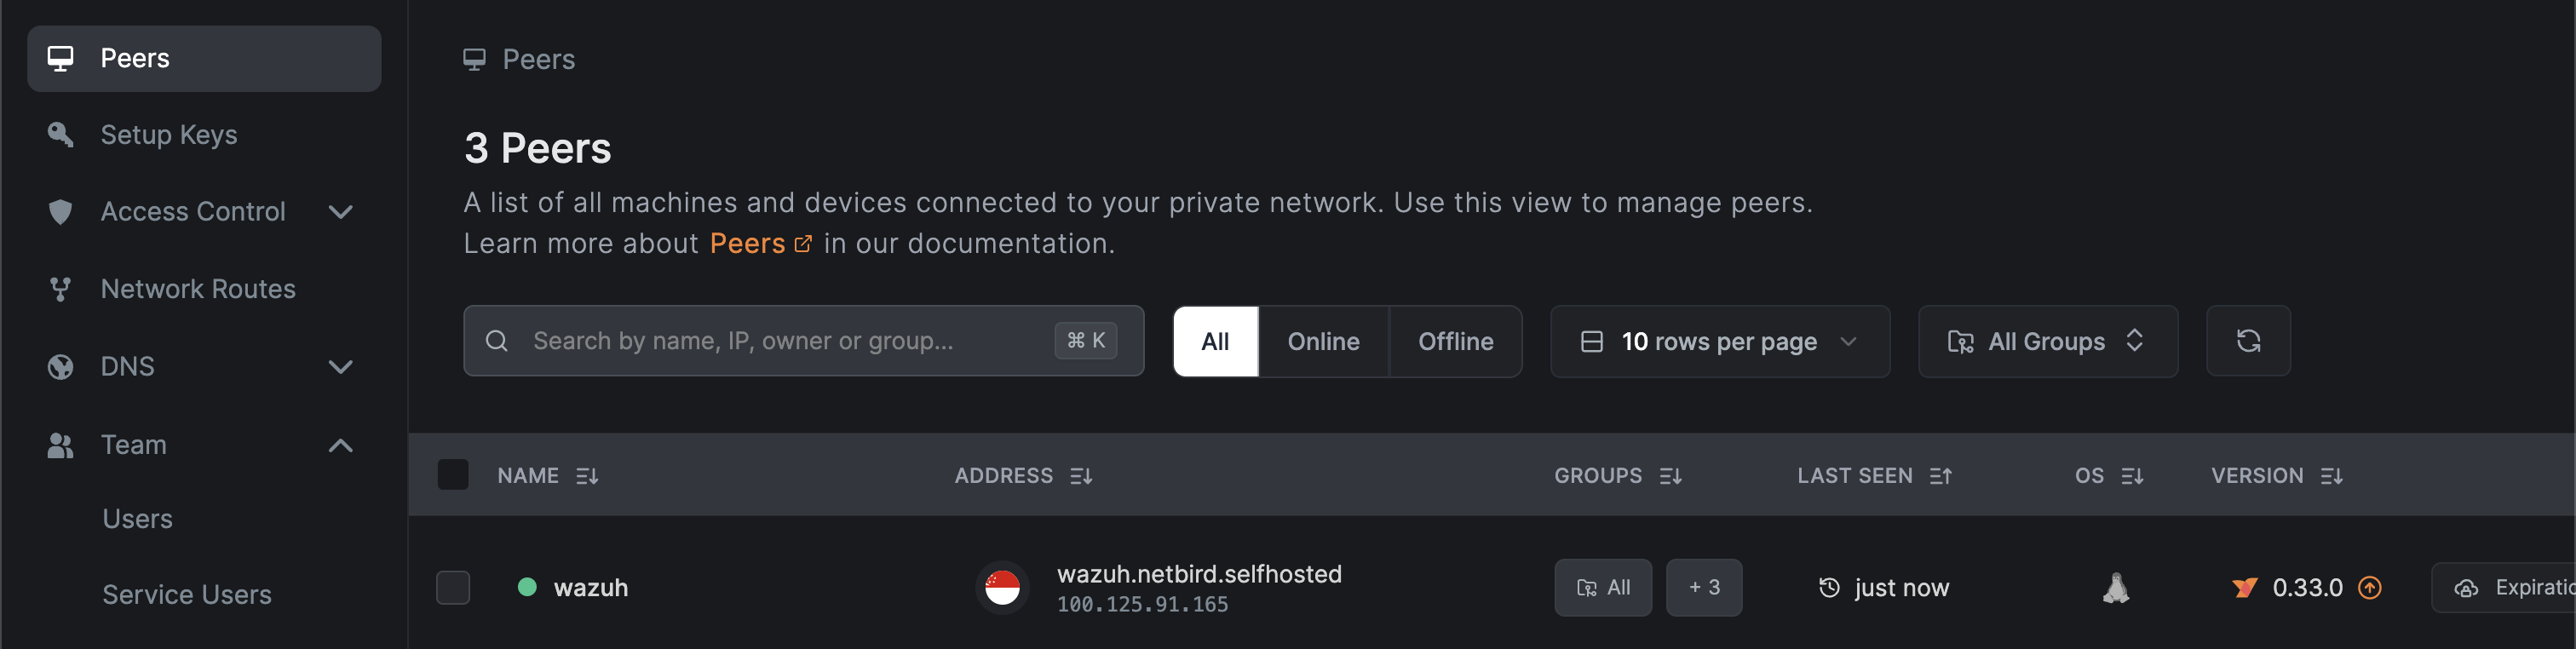 Peers
Setup Keys
Access Control
Network Routes
DNS
Team
Users
Service Users
Peers
3 Peers
A list of all machines and devices connected to your private network. Use this view to manage peers.
Learn more about Peers in our documentation.
Search by name, IP, owner or group... ⌘ K
All Online Offline
10 rows per page
All Groups
NAME ADDRESS GROUPS LAST SEEN OS VERSION
wazuh
wazuh.netbird.selfhosted
100.125.91.165
All + 3
just now
0.33.0
Expiratio